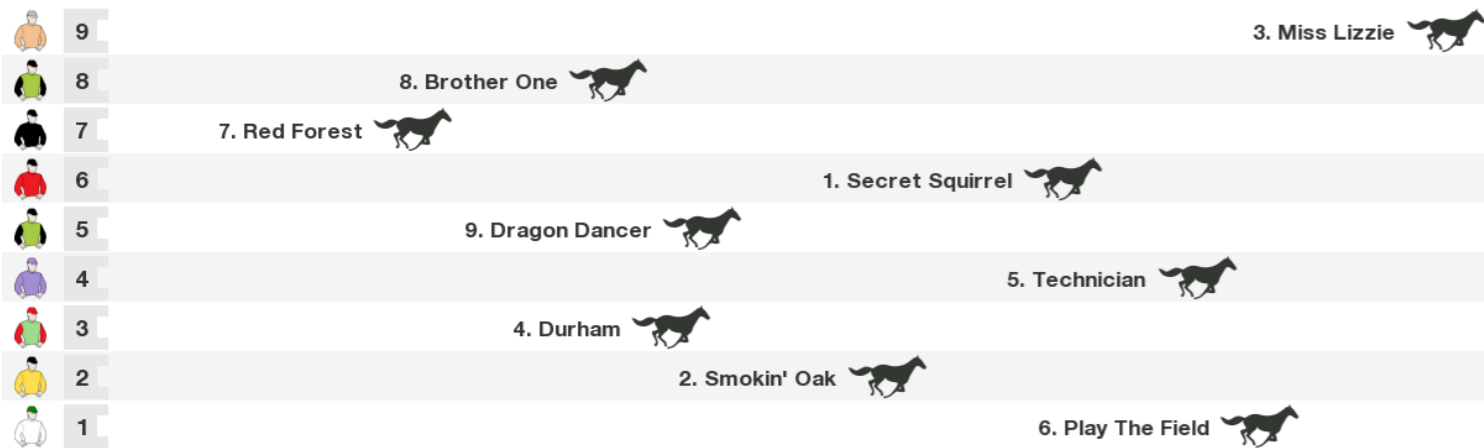 9 3. Miss Lizzie
8 8. Brother One
7 7. Red Forest
6 1. Secret Squirrel
5 9. Dragon Dancer
4 5. Technician
3 4. Durham
2 2. Smokin' Oak
1 6. Play The Field